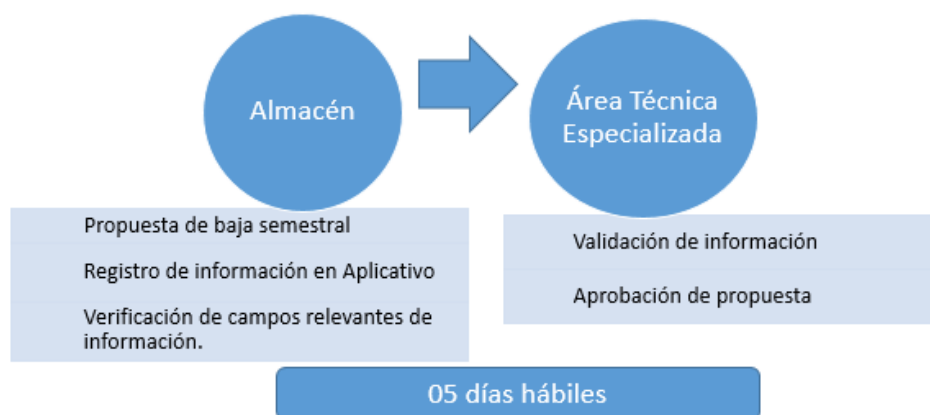 Almacén
Área Técnica
Especializada
Propuesta de baja semestral
Registro de información en Aplicativo
Verificación de campos relevantes de
información.
Validación de información
Aprobación de propuesta
05 días hábiles